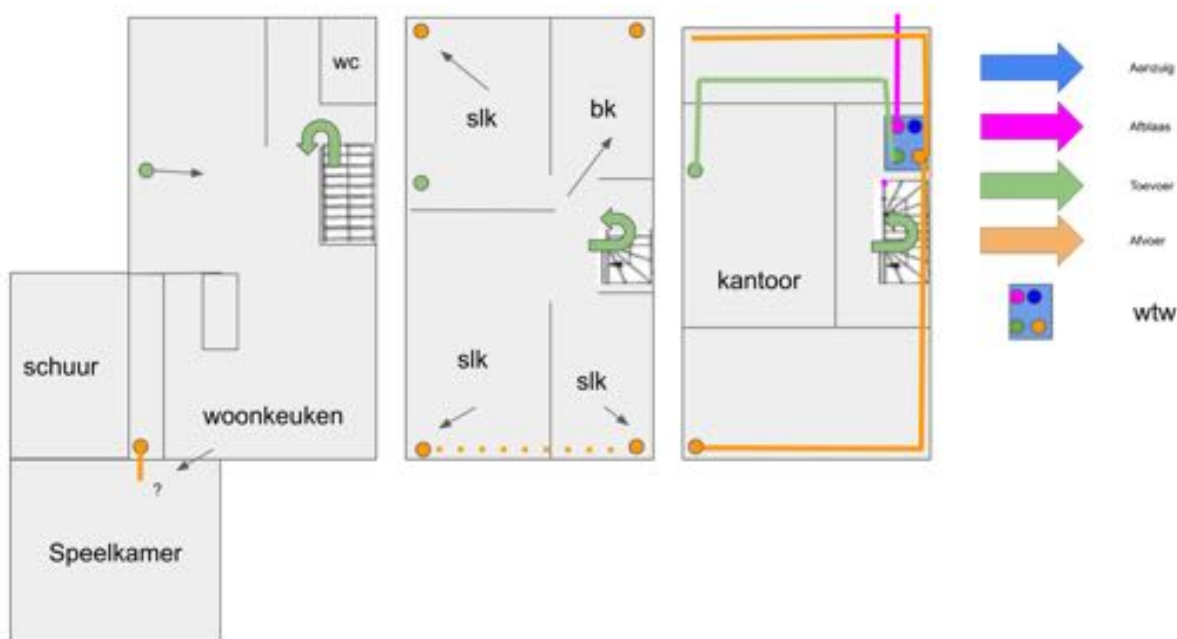 wc
schuur
woonkeuken
?
Speelkamer
slk
bk
slk
slk
kantoor
Aanzuig
Afblaas
Toevoer
Afvoer
wtw